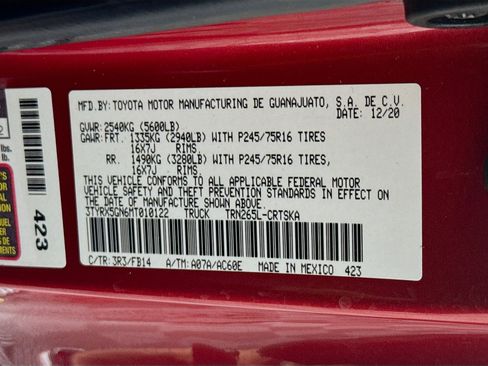 MFD.BY:TOYOTA MOTOR MANUFACTURING DE GUANAJUATO, S.A. DE C.V.
DATE: 12/20
GVWR: 2540KG (5600LB)
GAWR: FRT. 1335KG (2940LB) WITH P245/75R16 TIRES
16X7J RIMS
RR. 1490KG (3280LB) WITH P245/75R16 TIRES,
16X7J RIMS
THIS VEHICLE CONFORMS TO ALL APPLICABLE FEDERAL MOTOR
VEHICLE SAFETY AND THEFT PREVENTION STANDARDS IN EFFECT ON
THE DATE OF MANUFACTURE SHOWN ABOVE.
3TYRX5GN6MT010122 TRUCK TRN265L-CRTSKA
C/TR:3R3/FB14 A/TM:A07A/AC60E MADE IN MEXICO 423
lbs.
lb.
423